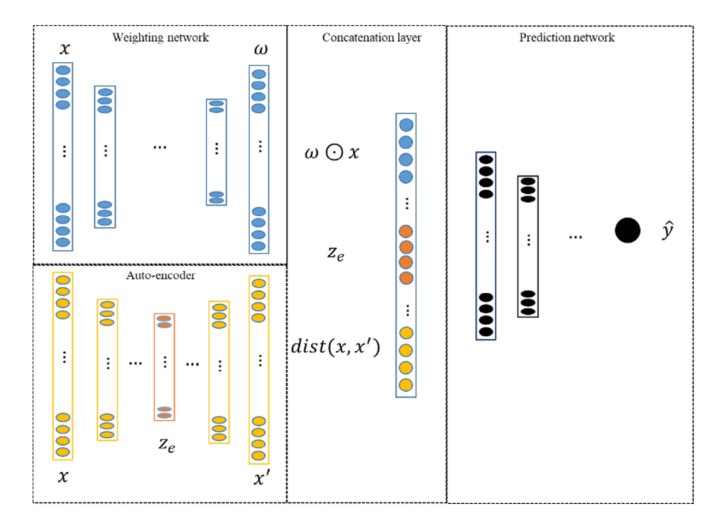 Weighting network
x
ω
⋮
⋮
⋯
⋮
⋮
Auto-encoder
⋮
⋮
⋯
⋮
⋯
⋮
⋮
z_e
x
x′
Concatenation layer
ω ⊙ x
⋮
z_e
⋮
dist(x, x′)
Prediction network
⋮
⋮
⋯
ŷ